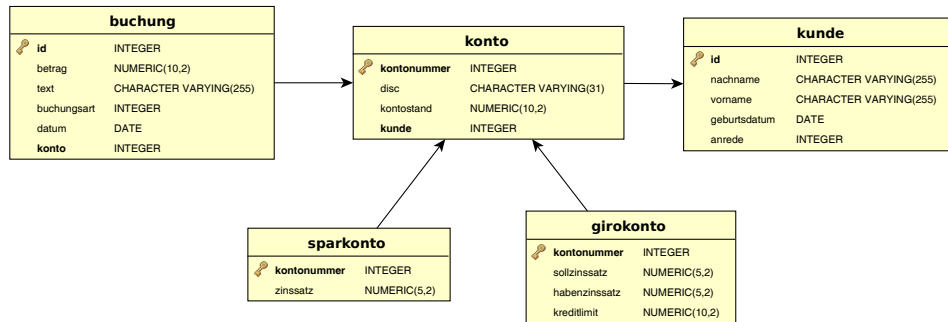 buchung
id INTEGER
betrag NUMERIC(10,2)
text CHARACTER VARYING(255)
buchungsart INTEGER
datum DATE
konto INTEGER
konto
kontonummer INTEGER
disc CHARACTER VARYING(31)
kontostand NUMERIC(10,2)
kunde INTEGER
kunde
id INTEGER
nachname CHARACTER VARYING(255)
vorname CHARACTER VARYING(255)
geburtsdatum DATE
anrede INTEGER
sparkonto
kontonummer INTEGER
zinssatz NUMERIC(5,2)
girokonto
kontonummer INTEGER
sollzinssatz NUMERIC(5,2)
habenzinssatz NUMERIC(5,2)
kreditlimit NUMERIC(10,2)